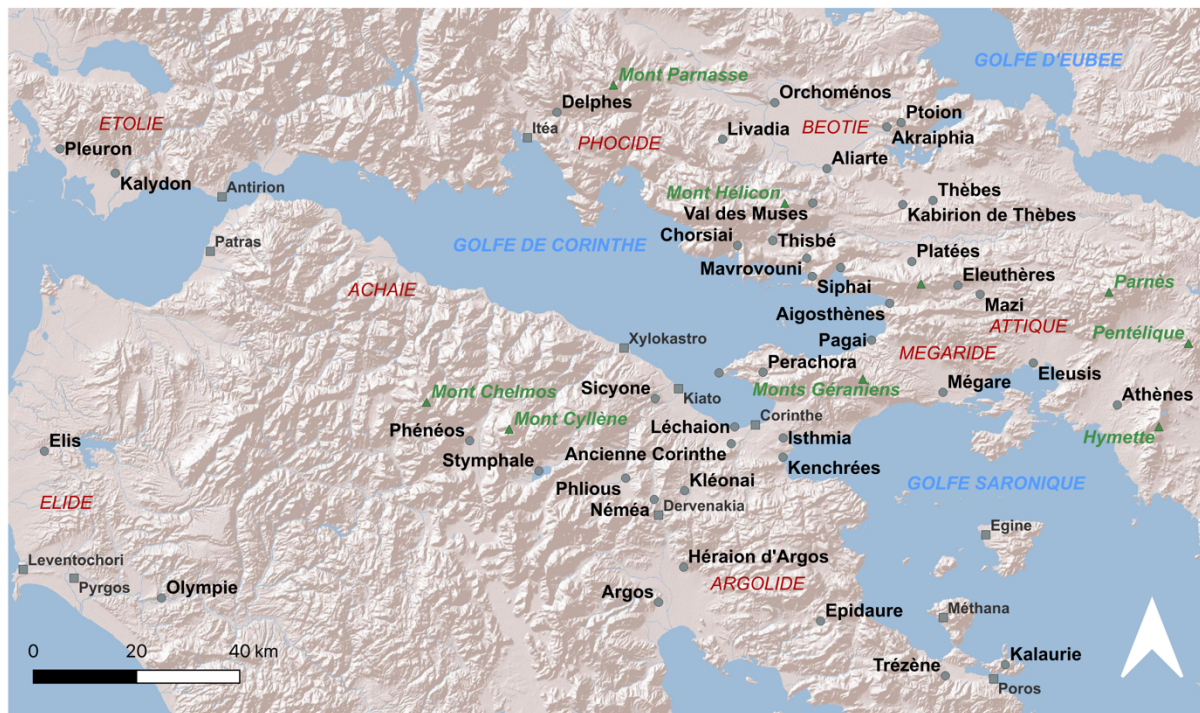 GOLFE D'EUBEE
Mont Parnasse
Delphes
Orchoménos
ETOLIE
Itéa
PHOCIDE
Livadia
BEOTIE
Ptoion
Akraiphia
Pleuron
Kalydon
Antirion
Aliarte
Mont Hélicon
Thèbes
Val des Muses
Kabirion de Thèbes
Patras
GOLFE DE CORINTHE
Chorsiai
Thisbé
Platées
Mavrovouni
Siphai
Eleuthères
Parnès
ACHAIE
Aigosthènes
Mazi
ATTIQUE
Xylokastro
Pagai
MEGARIDE
Pentélique
Perachora
Eleusis
Mont Chelmos
Sicyone
Kiato
Monts Géraniens
Mégare
Athènes
Mont Cyllène
Corinthe
Phénéos
Léchaion
Isthmia
Hymette
Elis
Ancienne Corinthe
Stymphale
Kenchrées
Phlious
Kléonai
GOLFE SARONIQUE
ELIDE
Néméa
Dervenakia
Egine
Leventochori
Héraion d'Argos
Pyrgos
Olympie
ARGOLIDE
Argos
Epidaure
Méthana
0
20
40 km
Trézène
Kalaurie
Poros